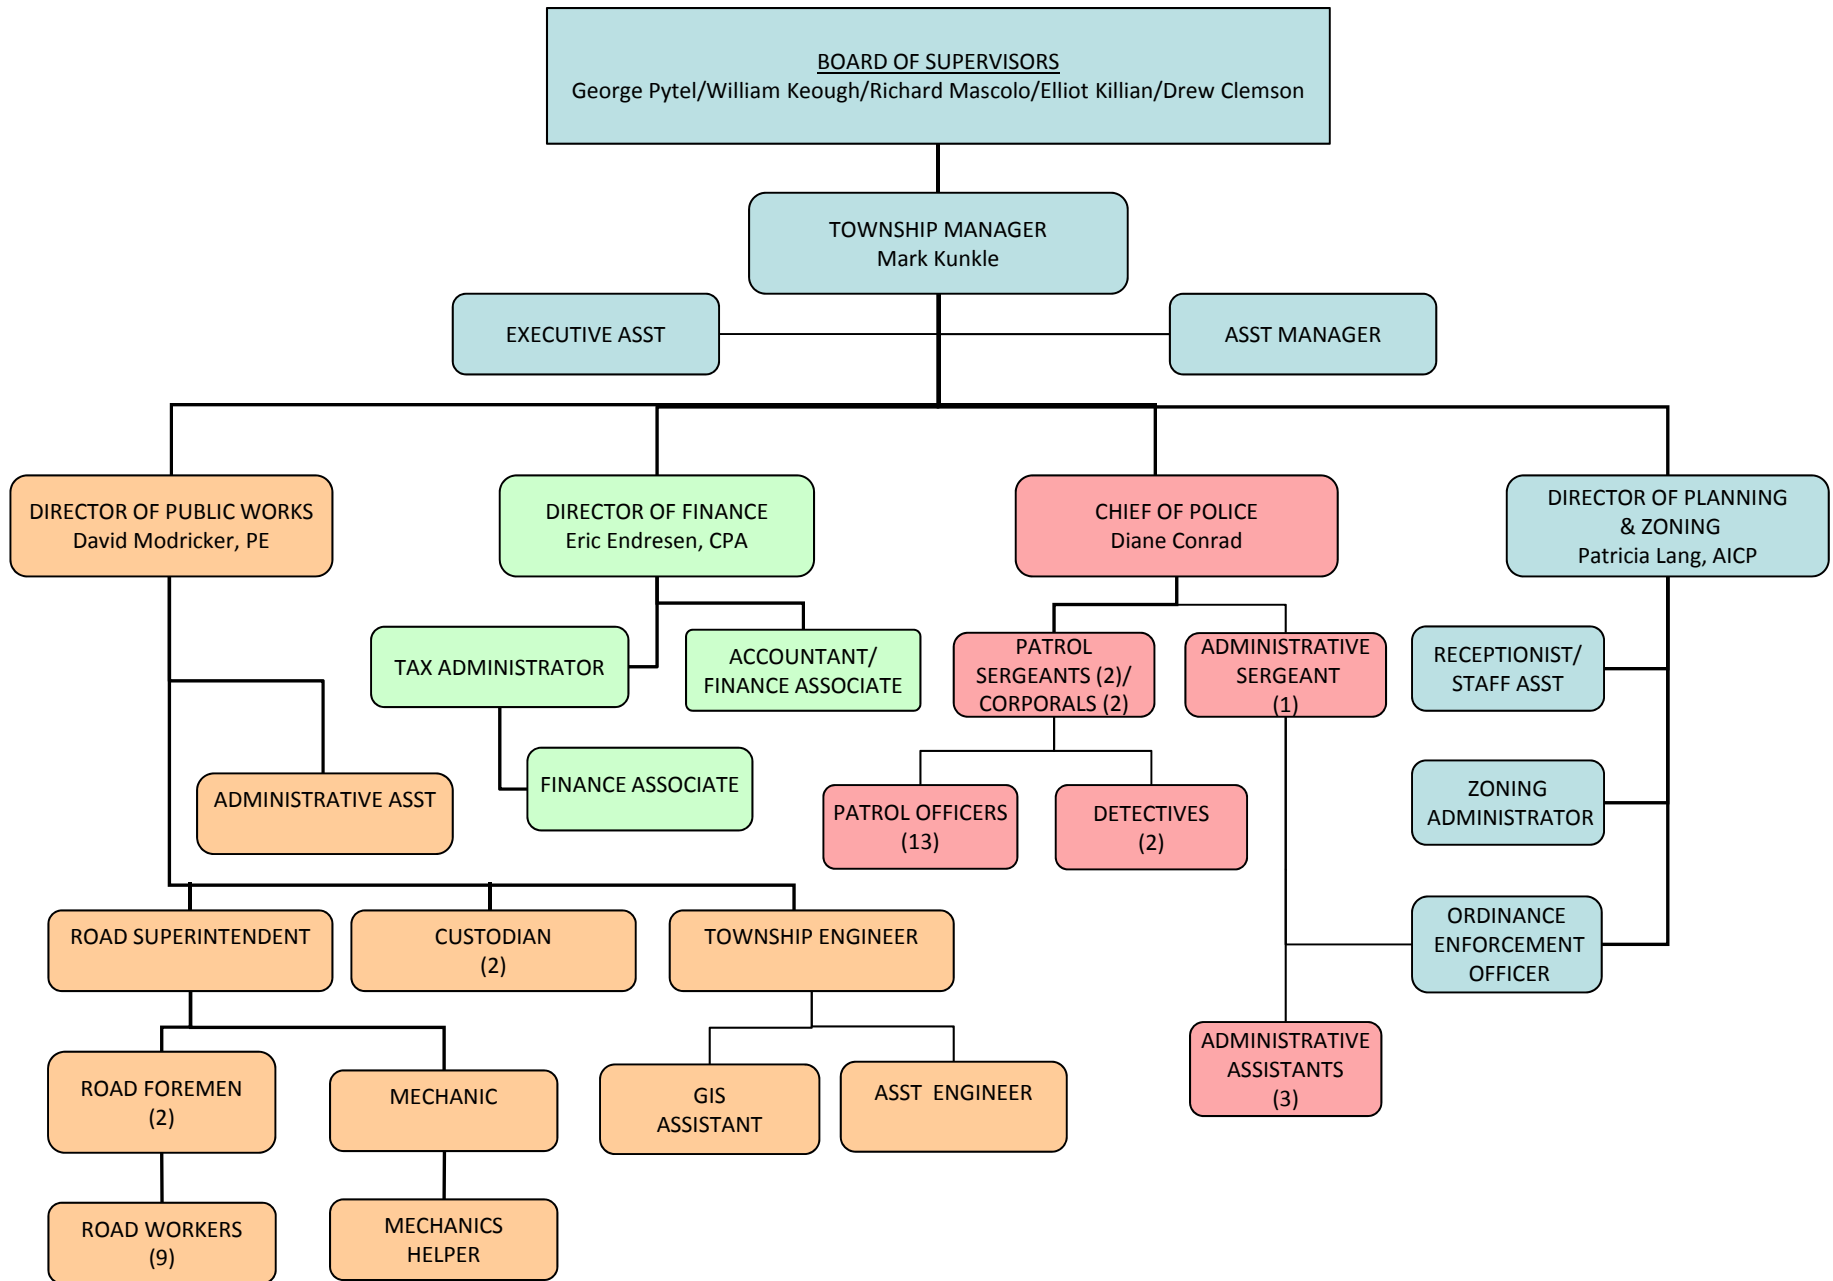 BOARD OF SUPERVISORS
George Pytel/William Keough/Richard Mascolo/Elliot Killian/Drew Clemson
TOWNSHIP MANAGER
Mark Kunkle
EXECUTIVE ASST
ASST MANAGER
DIRECTOR OF PUBLIC WORKS
David Modricker, PE
DIRECTOR OF FINANCE
Eric Endresen, CPA
CHIEF OF POLICE
Diane Conrad
DIRECTOR OF PLANNING
& ZONING
Patricia Lang, AICP
TAX ADMINISTRATOR
ACCOUNTANT/
FINANCE ASSOCIATE
PATROL
SERGEANTS (2)/
CORPORALS (2)
ADMINISTRATIVE
SERGEANT
(1)
RECEPTIONIST/
STAFF ASST
ADMINISTRATIVE ASST
FINANCE ASSOCIATE
PATROL OFFICERS
(13)
DETECTIVES
(2)
ZONING
ADMINISTRATOR
ROAD SUPERINTENDENT
CUSTODIAN
(2)
TOWNSHIP ENGINEER
ORDINANCE
ENFORCEMENT
OFFICER
ROAD FOREMEN
(2)
MECHANIC
GIS
ASSISTANT
ASST  ENGINEER
ADMINISTRATIVE
ASSISTANTS
(3)
ROAD WORKERS
(9)
MECHANICS
HELPER